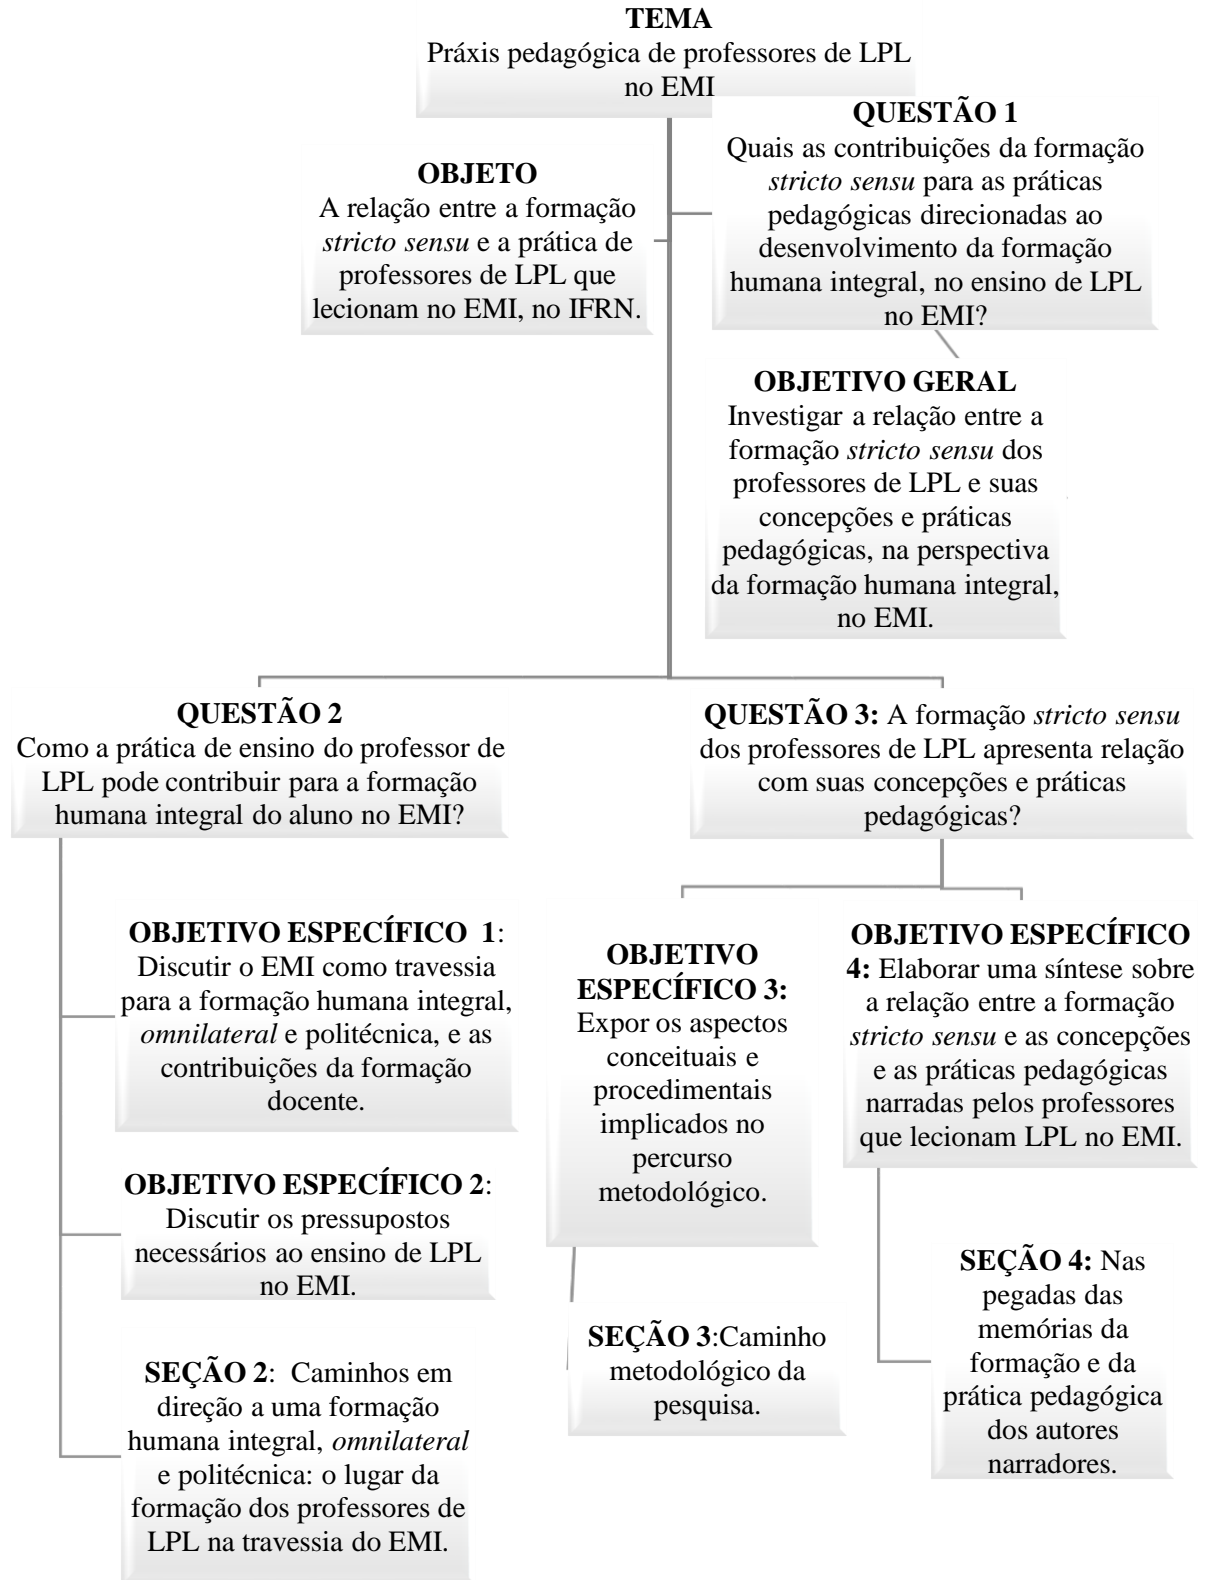 TEMA
Práxis pedagógica de professores de LPL
no EMI
QUESTÃO 1
Quais as contribuições da formação
stricto sensu para as práticas
pedagógicas direcionadas ao
desenvolvimento da formação
humana integral, no ensino de LPL
no EMI?
OBJETO
A relação entre a formação
stricto sensu e a prática de
professores de LPL que
lecionam no EMI, no IFRN.
OBJETIVO GERAL
Investigar a relação entre a
formação stricto sensu dos
professores de LPL e suas
concepções e práticas
pedagógicas, na perspectiva
da formação humana integral,
no EMI.
QUESTÃO 2
Como a prática de ensino do professor de
LPL pode contribuir para a formação
humana integral do aluno no EMI?
QUESTÃO 3: A formação stricto sensu
dos professores de LPL apresenta relação
com suas concepções e práticas
pedagógicas?
OBJETIVO ESPECÍFICO 1:
Discutir o EMI como travessia
para a formação humana integral,
omnilateral e politécnica, e as
contribuições da formação
docente.
OBJETIVO ESPECÍFICO 2:
Discutir os pressupostos
necessários ao ensino de LPL
no EMI.
SEÇÃO 2: Caminhos em
direção a uma formação
humana integral, omnilateral
e politécnica: o lugar da
formação dos professores de
LPL na travessia do EMI.
OBJETIVO
ESPECÍFICO 3:
Expor os aspectos
conceituais e
procedimentais
implicados no
percurso
metodológico.
SEÇÃO 3:Caminho
metodológico da
pesquisa.
OBJETIVO ESPECÍFICO
4: Elaborar uma síntese sobre
a relação entre a formação
stricto sensu e as concepções
e as práticas pedagógicas
narradas pelos professores
que lecionam LPL no EMI.
SEÇÃO 4: Nas
pegadas das
memórias da
formação e da
prática pedagógica
dos autores
narradores.